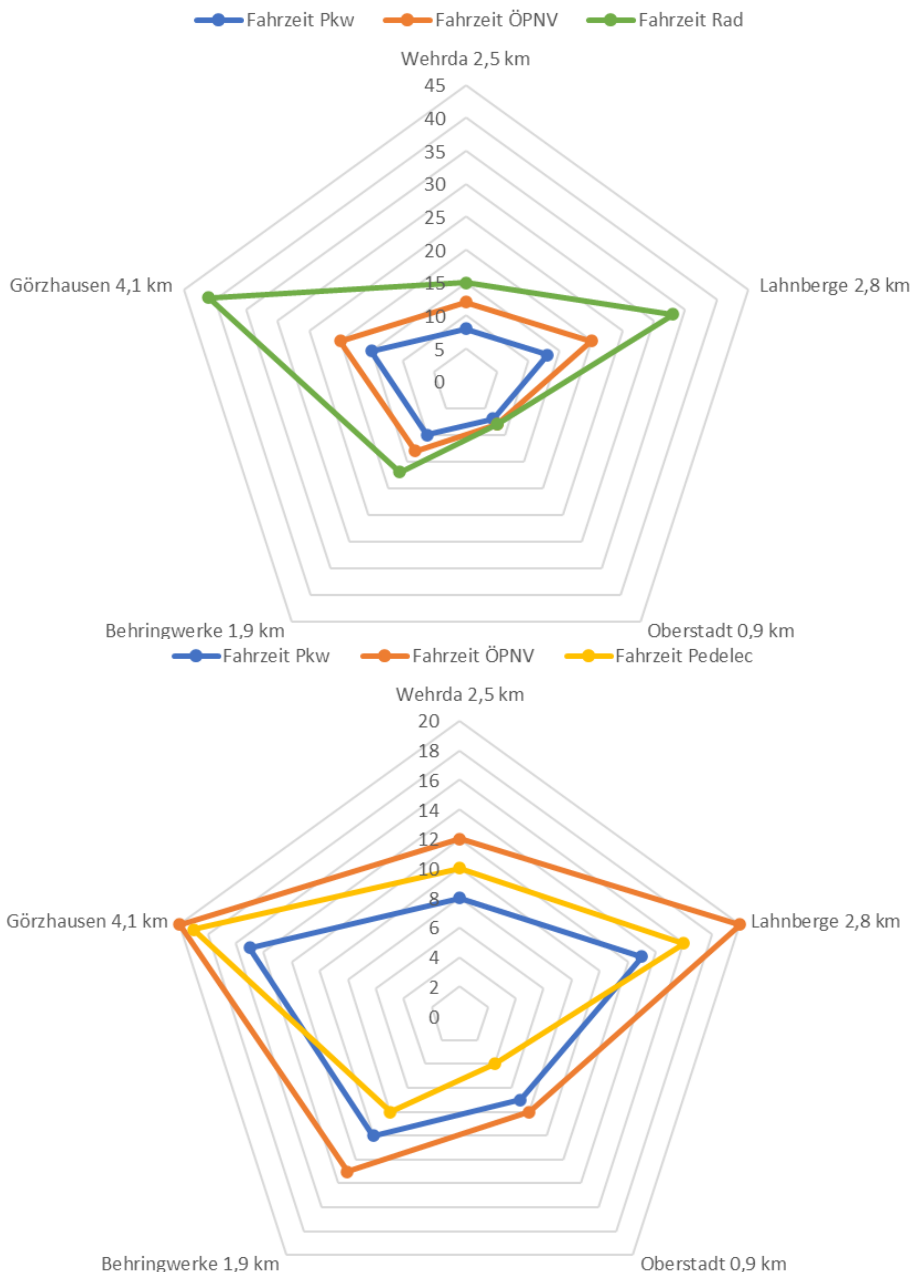 Fahrzeit Pkw Fahrzeit ÖPNV Fahrzeit Rad
Wehrda 2,5 km
45
40
35
30
25
20
15
10
5
0
Görzhausen 4,1 km
Lahnberge 2,8 km
Behringwerke 1,9 km
Oberstadt 0,9 km
Fahrzeit Pkw Fahrzeit ÖPNV Fahrzeit Pedelec
Wehrda 2,5 km
20
18
16
14
12
10
8
6
4
2
0
Görzhausen 4,1 km
Lahnberge 2,8 km
Behringwerke 1,9 km
Oberstadt 0,9 km